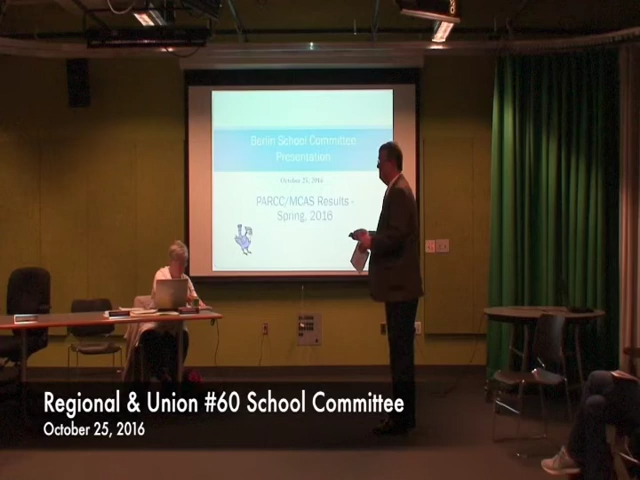 Berlin School Committee
Presentation
October 25, 2016
PARCC/MCAS Results -
Spring, 2016
Regional & Union #60 School Committee
October 25, 2016